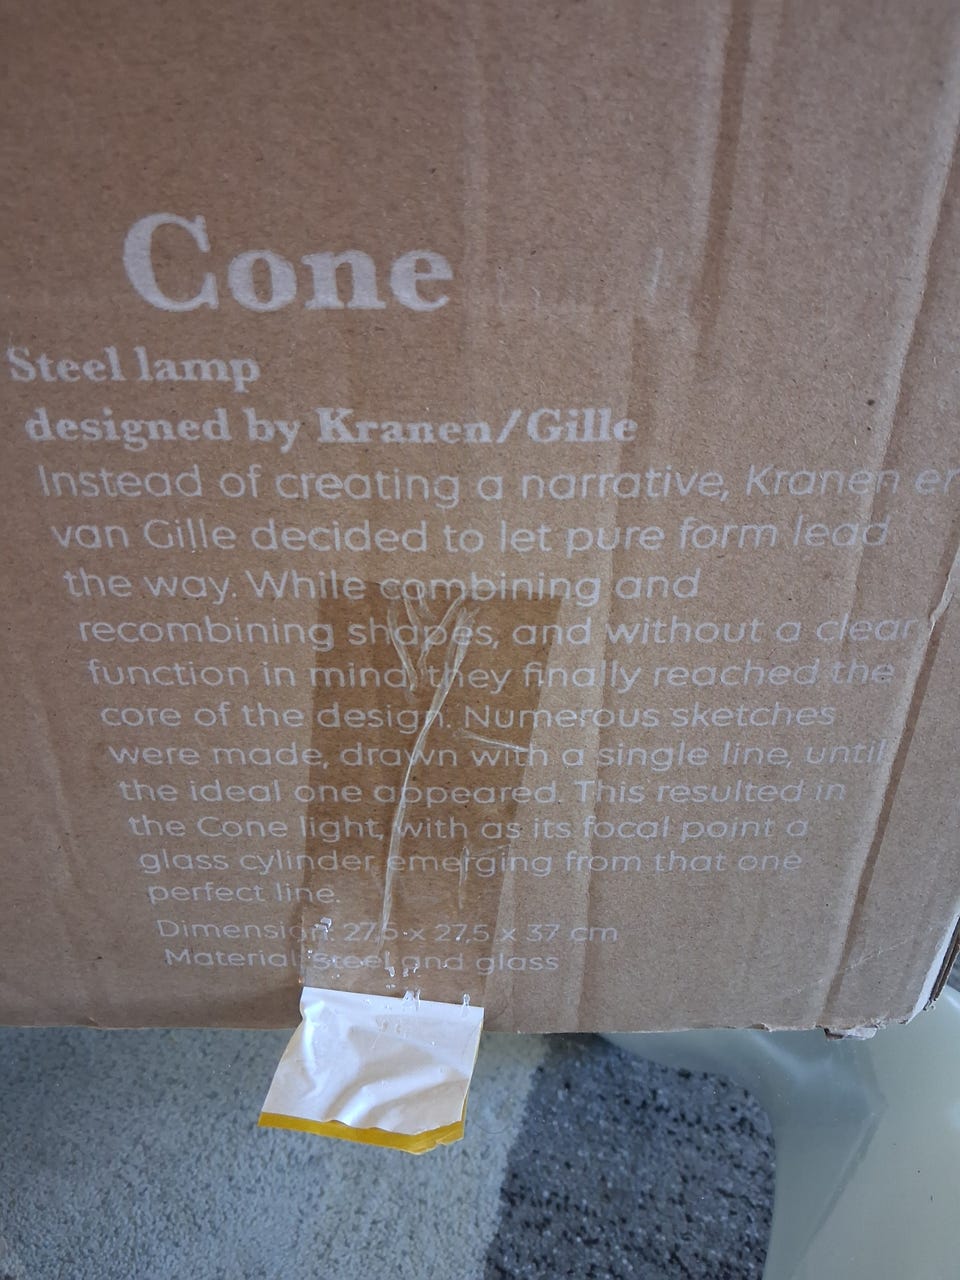 Cone
Steel lamp
designed by Kranen/Gille
Instead of creating a narrative, Kranen en
van Gille decided to let pure form lead
the way. While combining and
recombining shapes, and without a clear
function in mind, they finally reached the
core of the design. Numerous sketches
were made, drawn with a single line, until
the ideal one appeared. This resulted in
the Cone light, with as its focal point a
glass cylinder emerging from that one
perfect line.
Dimension: 27,5 x 27,5 x 37 cm
Material: Steel and glass